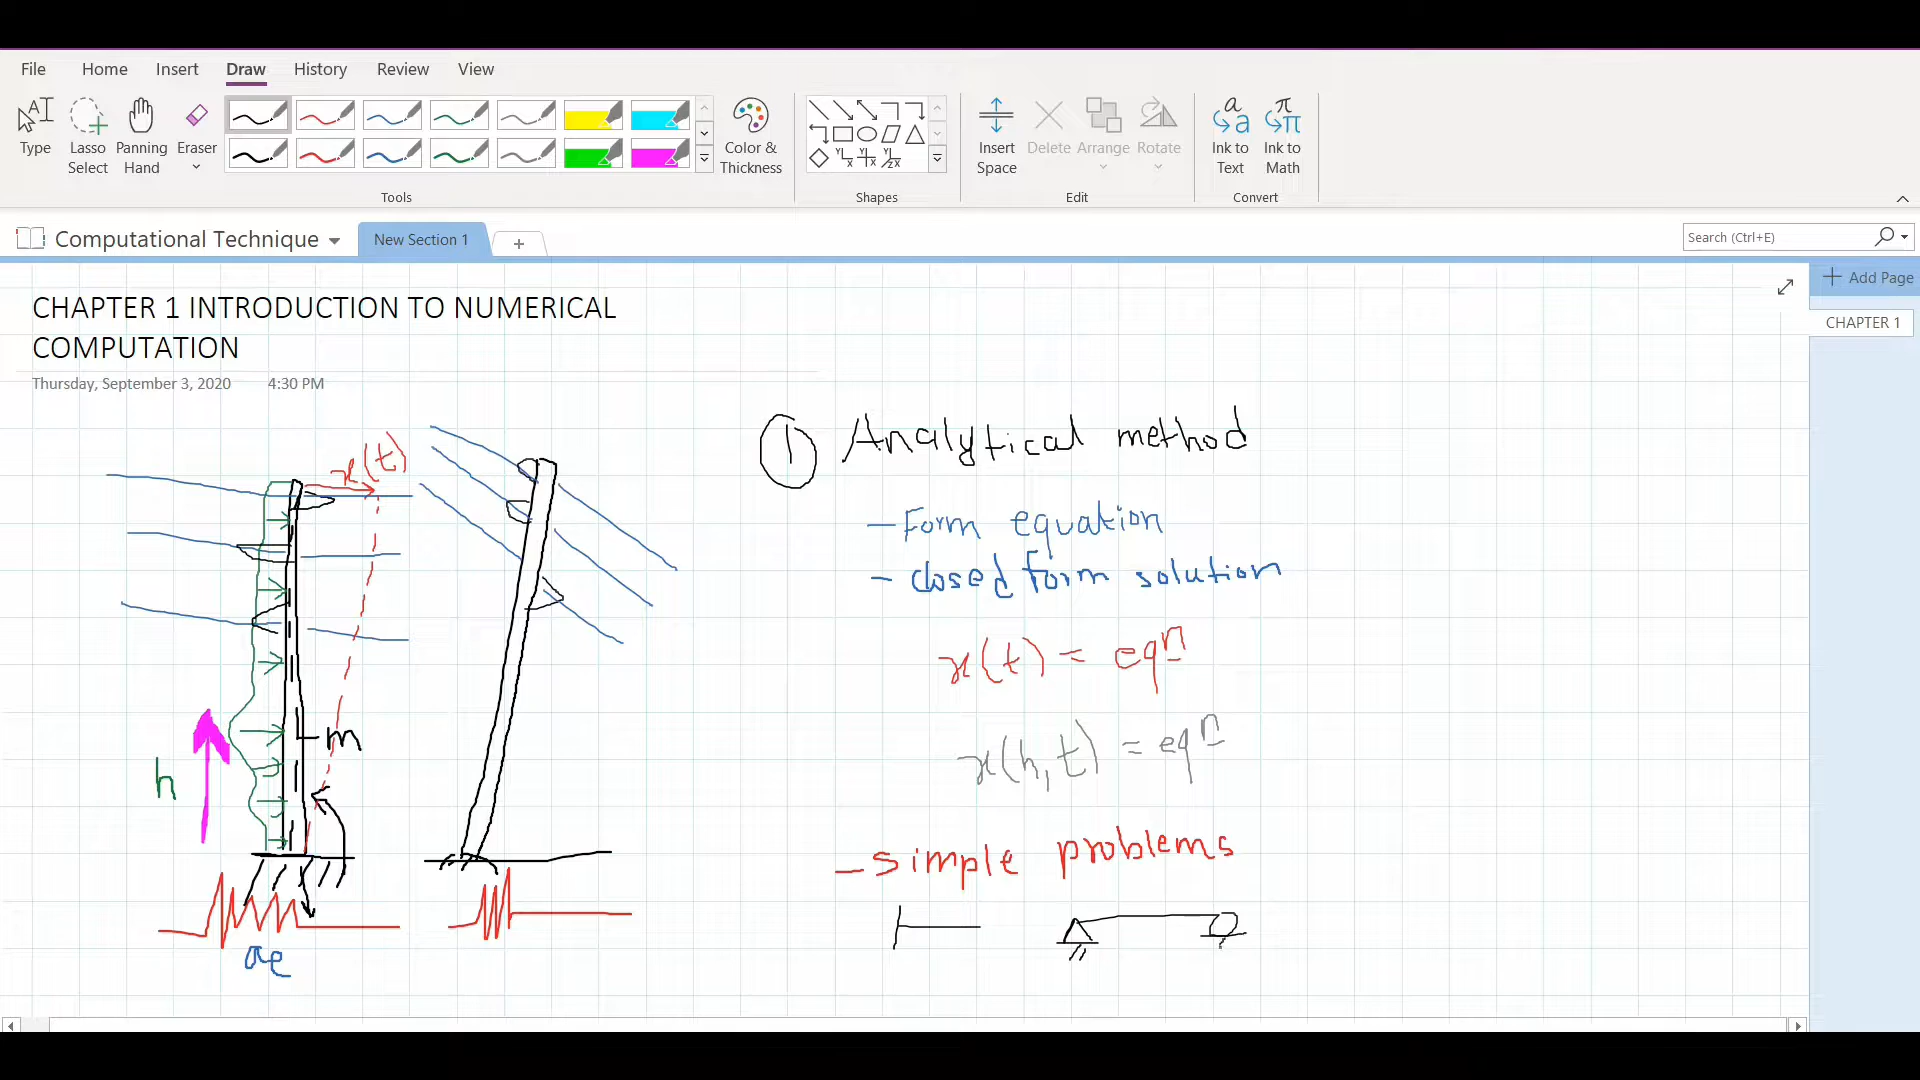 File Home Insert Draw History Review View
Type
Lasso Select
Panning Hand
Eraser
Color & Thickness
Insert Space
Delete
Arrange
Rotate
Ink to Text
Ink to Math
Tools
Shapes
Edit
Convert
Computational Technique
New Section 1
Search (Ctrl+E)
Add Page
CHAPTER 1
CHAPTER 1 INTRODUCTION TO NUMERICAL
COMPUTATION
Thursday, September 3, 2020 4:30 PM
x(t)
m
h
ae
1 Analytical method
- Form equation
- closed form solution
x(t) = eqn
x(h,t) = eqn
- simple problems